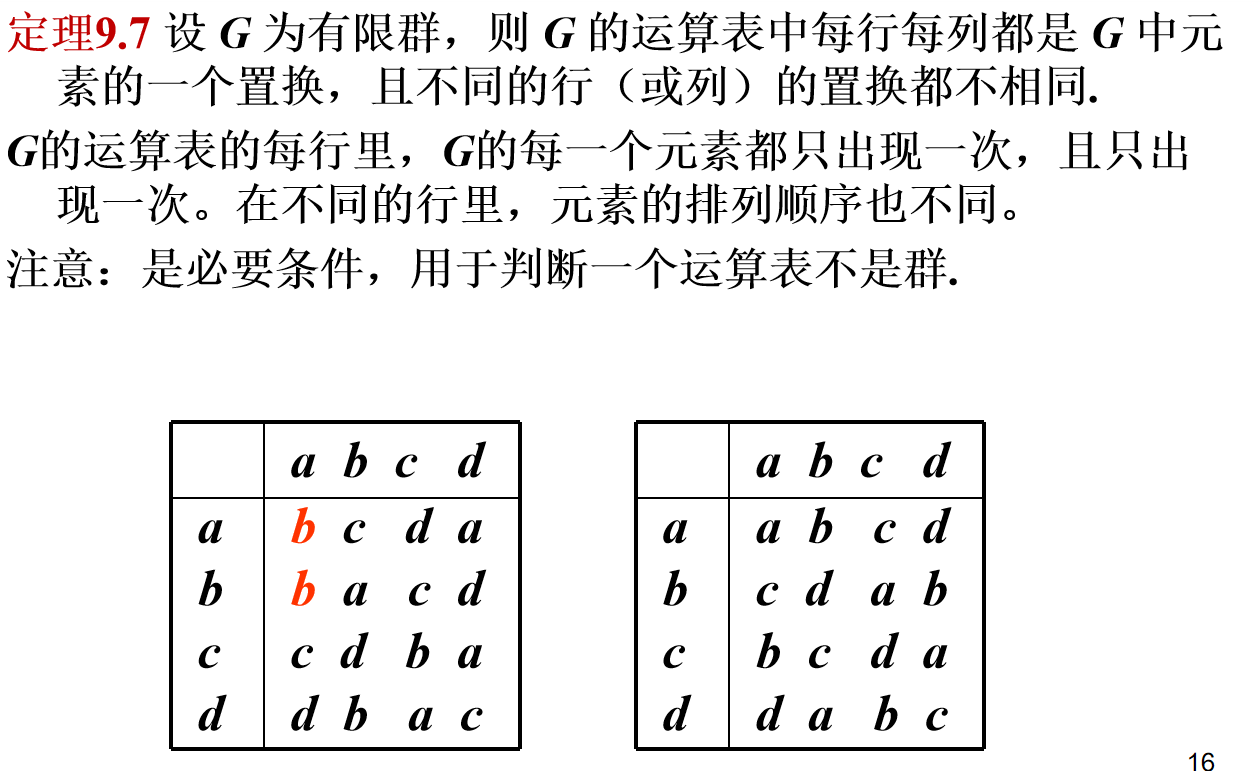 定理9.7 设 G 为有限群，则 G 的运算表中每行每列都是 G 中元
素的一个置换，且不同的行（或列）的置换都不相同.
G的运算表的每行里，G的每一个元素都只出现一次，且只出
现一次。在不同的行里，元素的排列顺序也不同。
注意：是必要条件，用于判断一个运算表不是群.
a b c d
a b c d a
b b a c d
c c d b a
d d b a c
a b c d
a a b c d
b c d a b
c b c d a
d d a b c
16